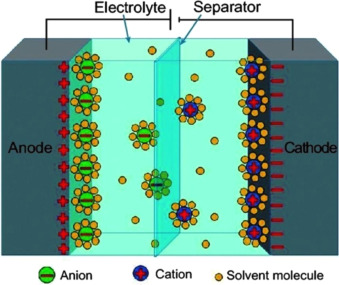 Electrolyte
Separator
Anode
Cathode
Anion
Cation
Solvent molecule